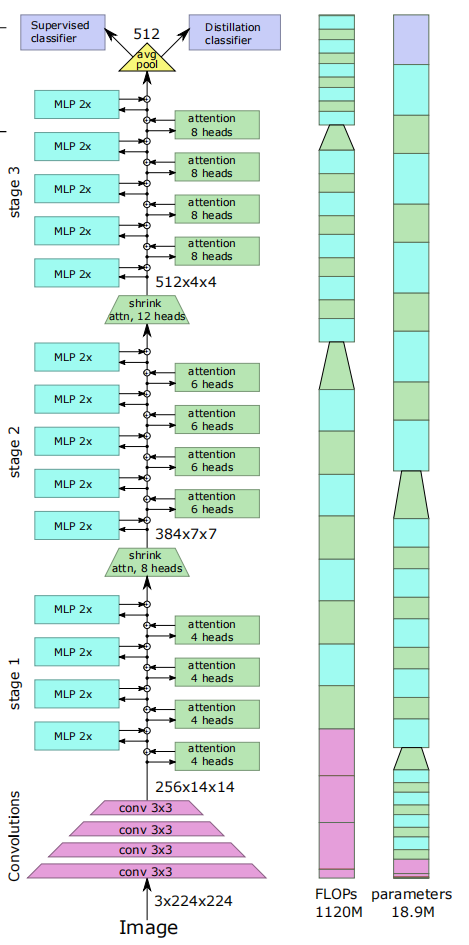 Supervised
classifier
512
Distillation
classifier
avg
pool
MLP 2x
attention
8 heads
MLP 2x
attention
8 heads
MLP 2x
attention
8 heads
MLP 2x
attention
8 heads
MLP 2x
stage 3
512x4x4
shrink
attn, 12 heads
MLP 2x
attention
6 heads
MLP 2x
attention
6 heads
MLP 2x
attention
6 heads
MLP 2x
attention
6 heads
MLP 2x
stage 2
384x7x7
shrink
attn, 8 heads
MLP 2x
attention
4 heads
MLP 2x
attention
4 heads
MLP 2x
attention
4 heads
MLP 2x
attention
4 heads
stage 1
256x14x14
conv 3x3
conv 3x3
conv 3x3
conv 3x3
Convolutions
3x224x224
Image
FLOPs
1120M
parameters
18.9M